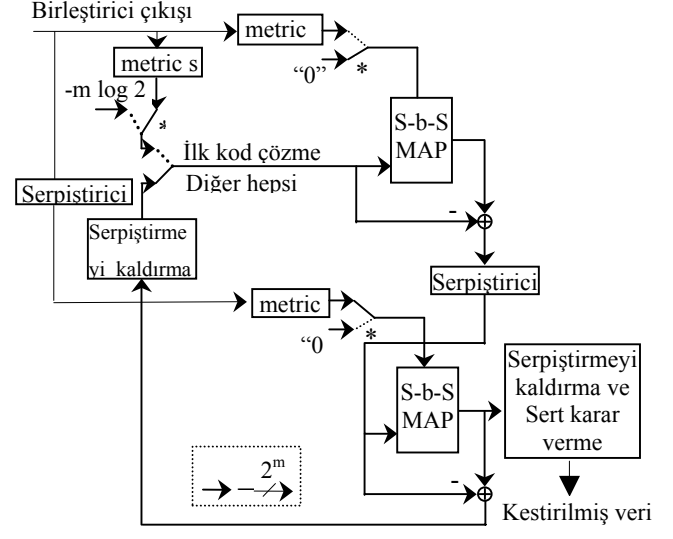 Birleştirici çıkışı
metric
metric s
“0”
*
-m log 2
*
S-b-S
MAP
İlk kod çözme
Diğer hepsi
Serpiştirici
-
Serpiştirme
yi kaldırma
Serpiştirici
metric
“0
*
S-b-S
MAP
Serpiştirmeyi
kaldırma ve
Sert karar
verme
2m
-
Kestirilmiş veri